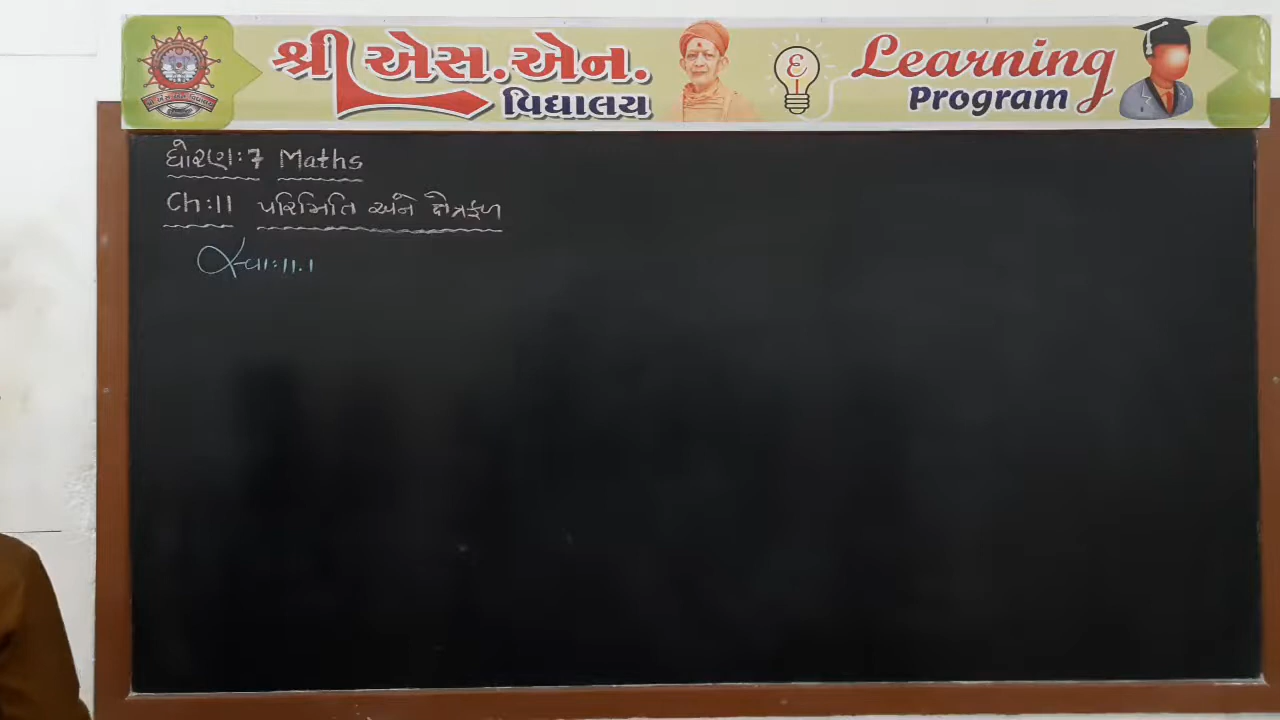 શ્રી એસ.એન.
વિદ્યાલય
Learning
Program
ધોરણ:7 Maths
Ch:11 પરિમિતિ અને ક્ષેત્રફળ
સ્વા:11.1